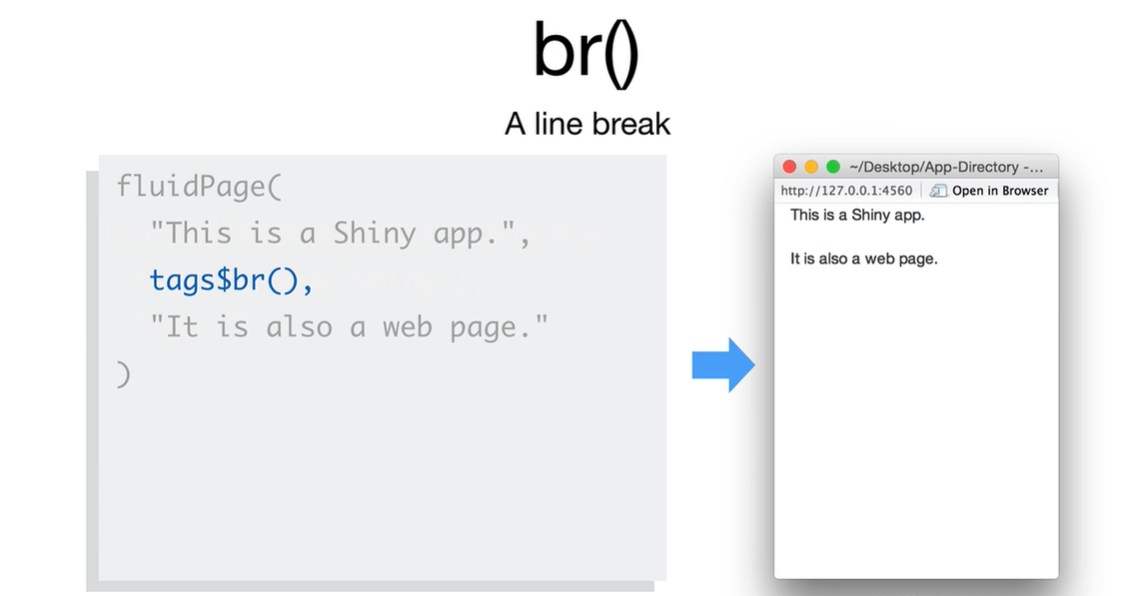 br()
A line break
fluidPage(
"This is a Shiny app.",
tags$br(),
"It is also a web page."
)
~/Desktop/App-Directory -...
http://127.0.0.1:4560 Open in Browser
This is a Shiny app.
It is also a web page.